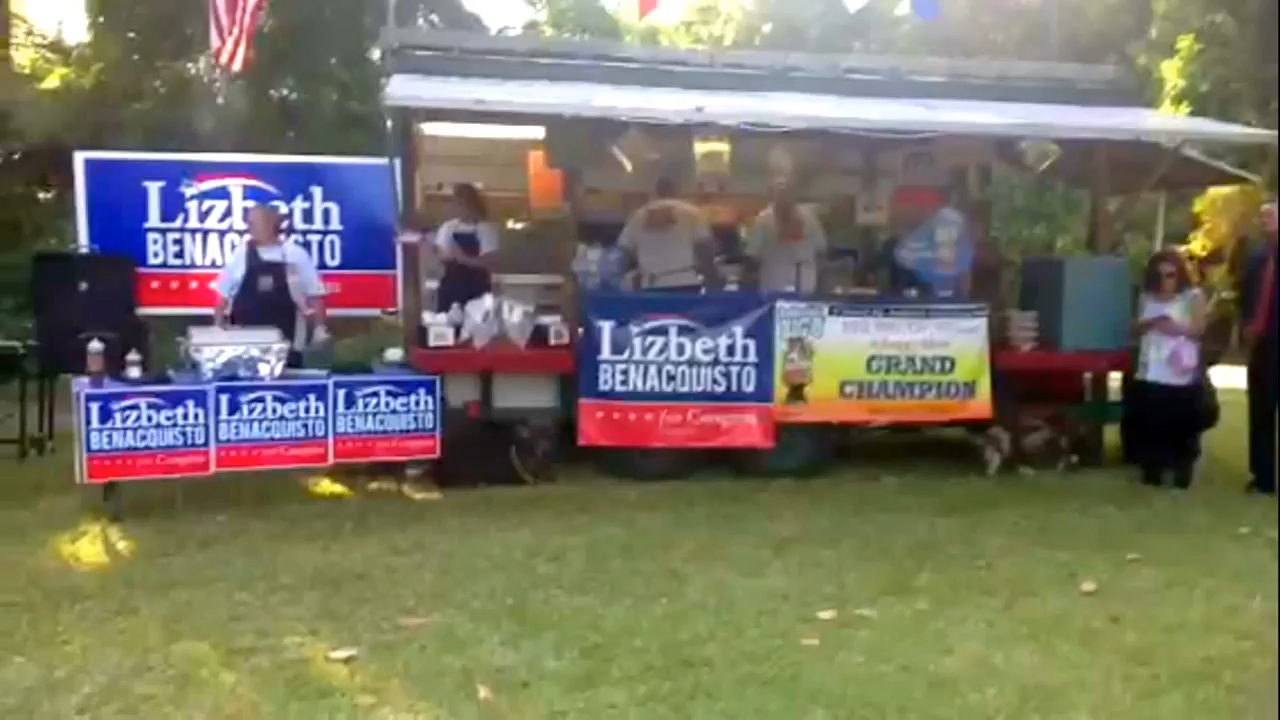 Lizbeth
BENACQUISTO
Lizbeth
BENACQUISTO
for Congress
GRAND
CHAMPION
Lizbeth
BENACQUISTO
for Congress
Lizbeth
BENACQUISTO
for Congress
Lizbeth
BENACQUISTO
for Congress